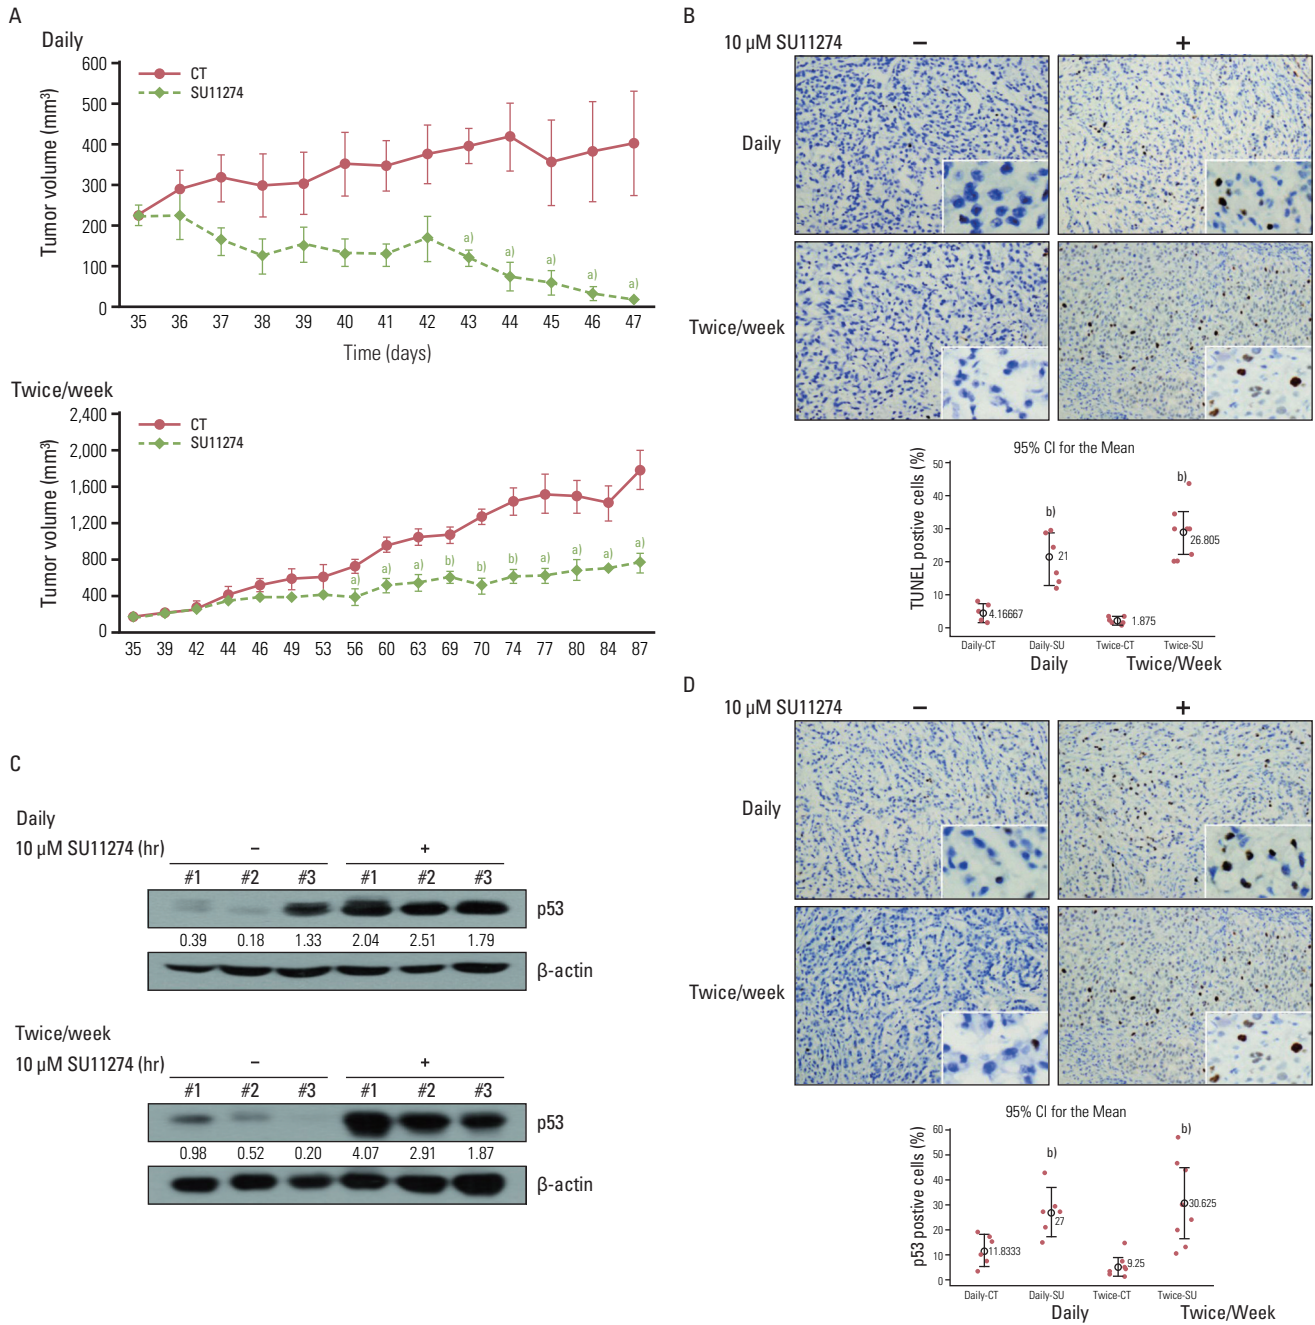 A
Daily
Tumor volume (mm³)
600
500
400
300
200
100
0
CT
SU11274
a) a) a) a) a)
35 36 37 38 39 40 41 42 43 44 45 46 47
Time (days)
Twice/week
Tumor volume (mm³)
2,400
2,000
1,600
1,200
800
400
0
CT
SU11274
a) a) a) b) b) a) a) a) a) a)
35 39 42 44 46 49 53 56 60 63 69 70 74 77 80 84 87
B
10 µM SU11274 − +
Daily
Twice/week
95% CI for the Mean
TUNEL postive cells (%)
50
40
30
20
10
0
4.16667
b)
21
1.875
b)
26.805
Daily-CT Daily-SU Twice-CT Twice-SU
Daily Twice/Week
C
Daily
10 µM SU11274 (hr) − +
#1 #2 #3 #1 #2 #3
p53
0.39 0.18 1.33 2.04 2.51 1.79
β-actin
Twice/week
10 µM SU11274 (hr) − +
#1 #2 #3 #1 #2 #3
p53
0.98 0.52 0.20 4.07 2.91 1.87
β-actin
D
10 µM SU11274 − +
Daily
Twice/week
95% CI for the Mean
p53 postive cells (%)
60
50
40
30
20
10
0
11.8333
b)
27
9.25
b)
30.625
Daily-CT Daily-SU Twice-CT Twice-SU
Daily Twice/Week